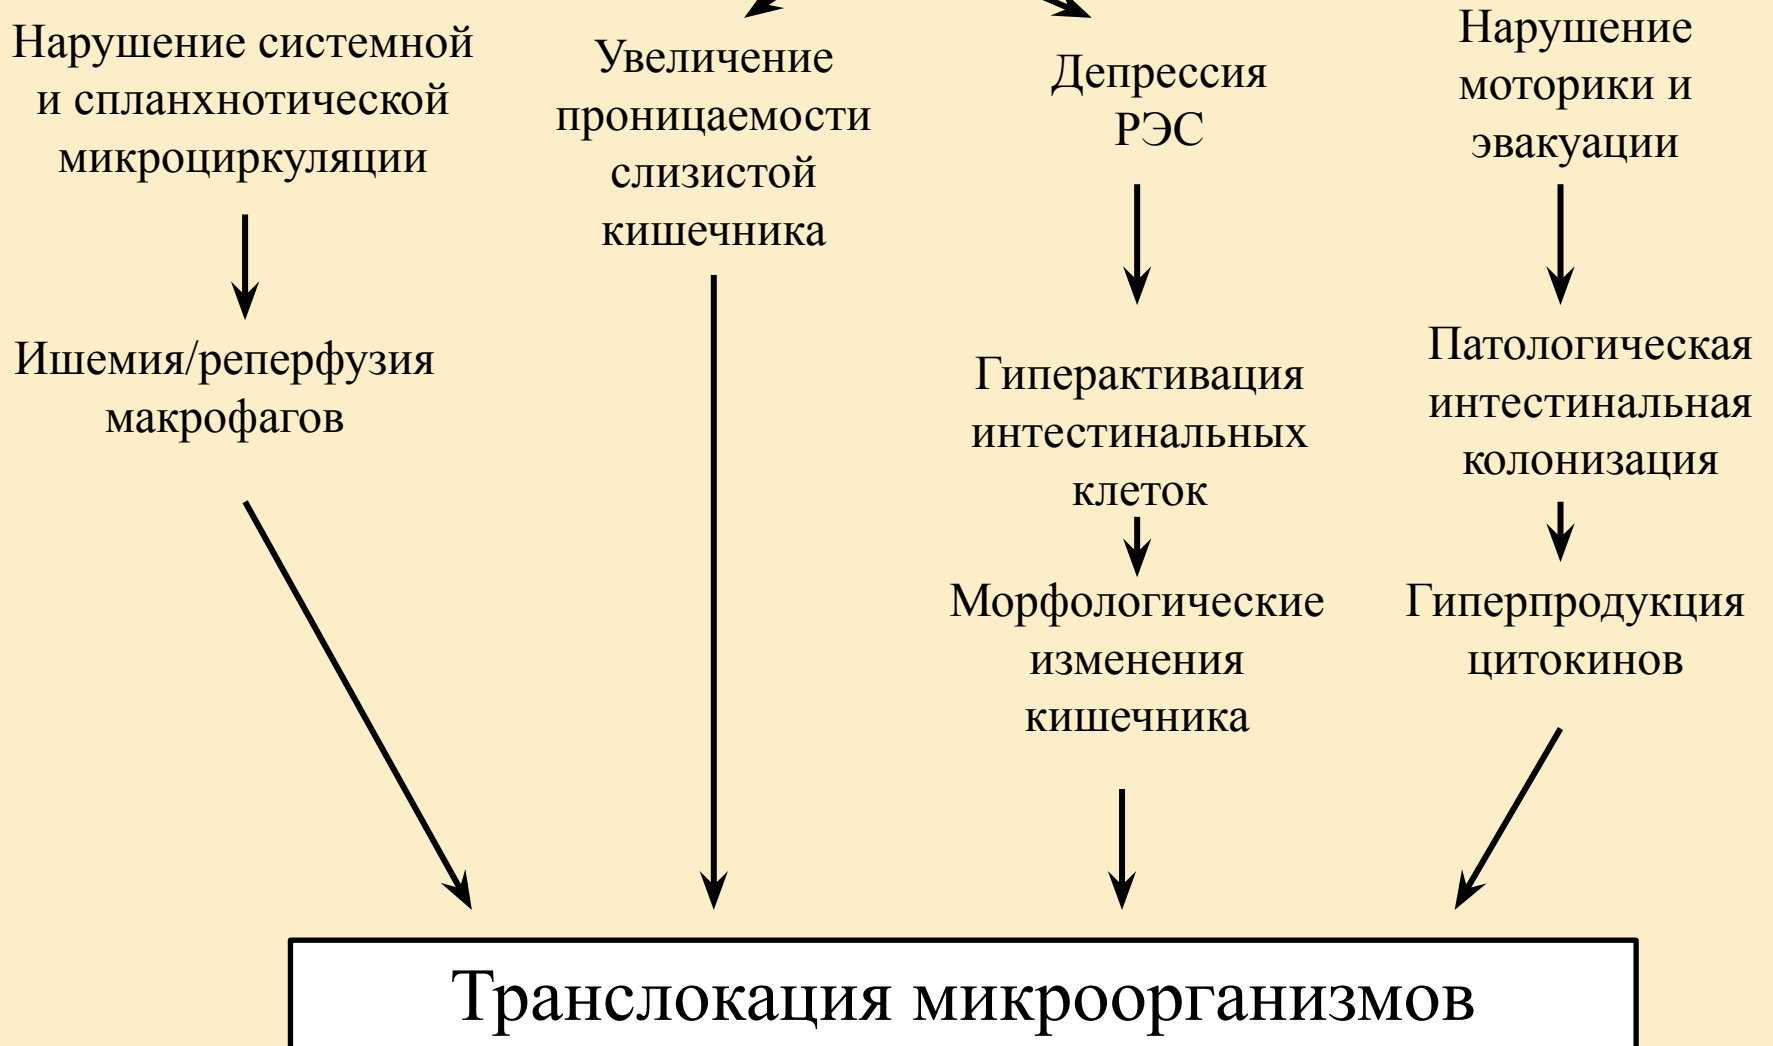 Нарушение системной
и спланхнотической
микроциркуляции
Ишемия/реперфузия
макрофагов
Увеличение
проницаемости
слизистой
кишечника
Депрессия
РЭС
Гиперактивация
интестинальных
клеток
Морфологические
изменения
кишечника
Нарушение
моторики и
эвакуации
Патологическая
интестинальная
колонизация
Гиперпродукция
цитокинов
Транслокация микроорганизмов